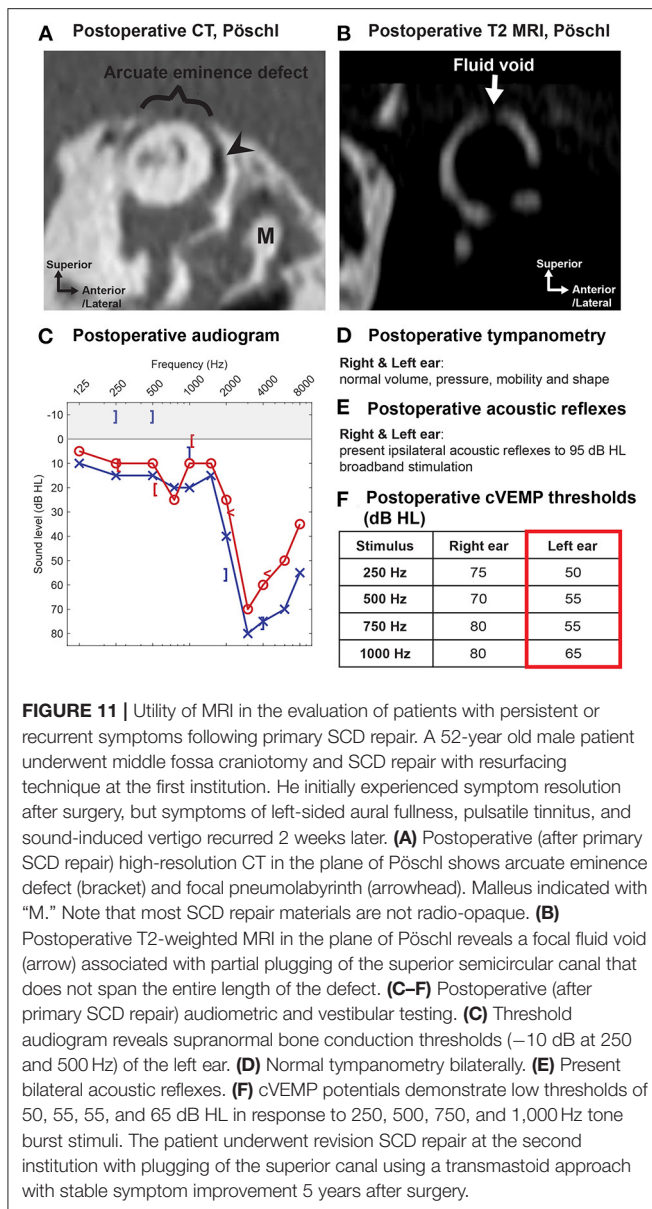 A Postoperative CT, Pöschl
Arcuate eminence defect
M
Superior
Anterior
/Lateral
B Postoperative T2 MRI, Pöschl
Fluid void
Superior
Anterior
/Lateral
C Postoperative audiogram
Frequency (Hz)
125 250 500 1000 2000 4000 8000
Sound level (dB HL)
-10
0
10
20
30
40
50
60
70
80
D Postoperative tympanometry
Right & Left ear:
normal volume, pressure, mobility and shape
E Postoperative acoustic reflexes
Right & Left ear:
present ipsilateral acoustic reflexes to 95 dB HL
broadband stimulation
F Postoperative cVEMP thresholds
(dB HL)
Stimulus Right ear Left ear
250 Hz 75 50
500 Hz 70 55
750 Hz 80 55
1000 Hz 80 65
FIGURE 11 | Utility of MRI in the evaluation of patients with persistent or
recurrent symptoms following primary SCD repair. A 52-year old male patient
underwent middle fossa craniotomy and SCD repair with resurfacing
technique at the first institution. He initially experienced symptom resolution
after surgery, but symptoms of left-sided aural fullness, pulsatile tinnitus, and
sound-induced vertigo recurred 2 weeks later. (A) Postoperative (after primary
SCD repair) high-resolution CT in the plane of Pöschl shows arcuate eminence
defect (bracket) and focal pneumolabyrinth (arrowhead). Malleus indicated with
“M.” Note that most SCD repair materials are not radio-opaque. (B)
Postoperative T2-weighted MRI in the plane of Pöschl reveals a focal fluid void
(arrow) associated with partial plugging of the superior semicircular canal that
does not span the entire length of the defect. (C–F) Postoperative (after
primary SCD repair) audiometric and vestibular testing. (C) Threshold
audiogram reveals supranormal bone conduction thresholds (−10 dB at 250
and 500 Hz) of the left ear. (D) Normal tympanometry bilaterally. (E) Present
bilateral acoustic reflexes. (F) cVEMP potentials demonstrate low thresholds of
50, 55, 55, and 65 dB HL in response to 250, 500, 750, and 1,000 Hz tone
burst stimuli. The patient underwent revision SCD repair at the second
institution with plugging of the superior canal using a transmastoid approach
with stable symptom improvement 5 years after surgery.